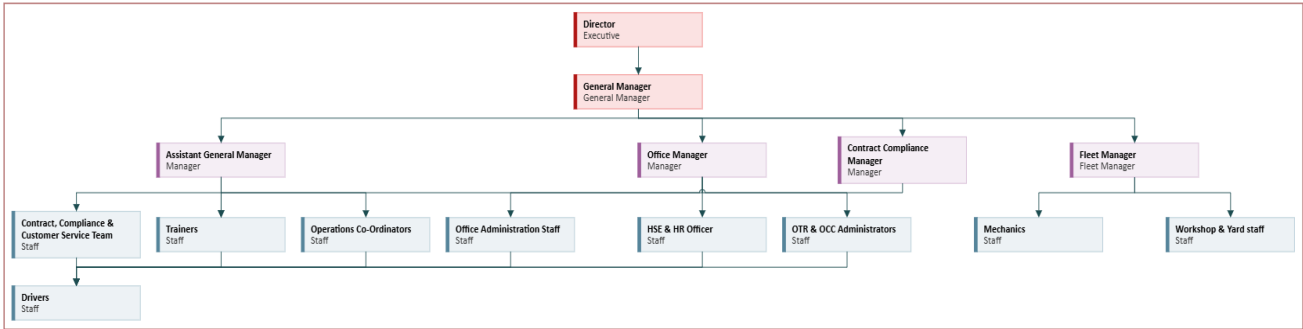 Director
Executive
General Manager
General Manager
Assistant General Manager
Manager
Office Manager
Manager
Contract Compliance
Manager
Manager
Fleet Manager
Fleet Manager
Contract, Compliance &
Customer Service Team
Staff
Trainers
Staff
Operations Co-Ordinators
Staff
Office Administration Staff
Staff
HSE & HR Officer
Staff
OTR & OCC Administrators
Staff
Mechanics
Staff
Workshop & Yard staff
Staff
Drivers
Staff